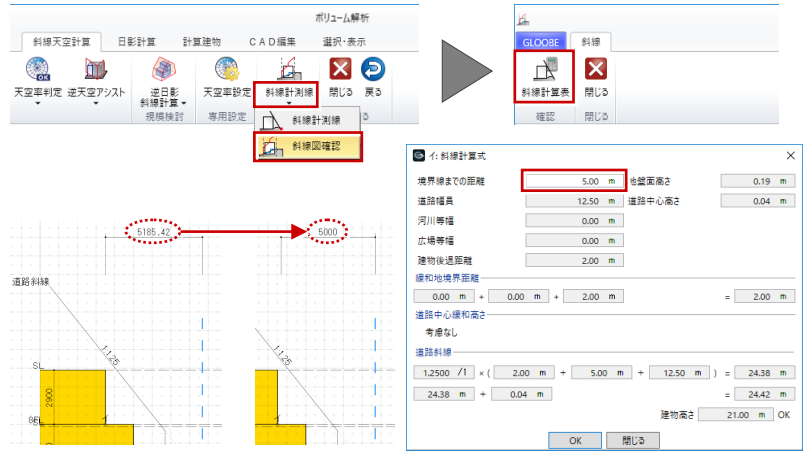 ボリューム解析
斜線天空計算 日影計算 計算建物 CAD編集 選択・表示
OK
天空率判定 逆天空アシスト 逆日影 斜線計算 天空率設定 斜線計測線 閉じる 戻る
規模検討 専用設定
斜線計測線
斜線図確認
GLOOBE 斜線
斜線計算表 閉じる
確認 閉じる
イ: 斜線計算式
境界線までの距離 5.00 m 地盤面高さ 0.19 m
道路幅員 12.50 m 道路中心高さ 0.04 m
河川等幅 0.00 m
広場等幅 0.00 m
建物後退距離 2.00 m
緩和地境界距離
0.00 m + 0.00 m + 2.00 m = 2.00 m
道路中心緩和高さ
考慮なし
道路斜線
1.2500 /1 ×( 2.00 m + 5.00 m + 12.50 m ) = 24.38 m
24.38 m + 0.04 m = 24.42 m
建物高さ 21.00 m OK
OK 閉じる
5185.42 5000
道路斜線
1:1.25 1:1.25
SL
2900
イ